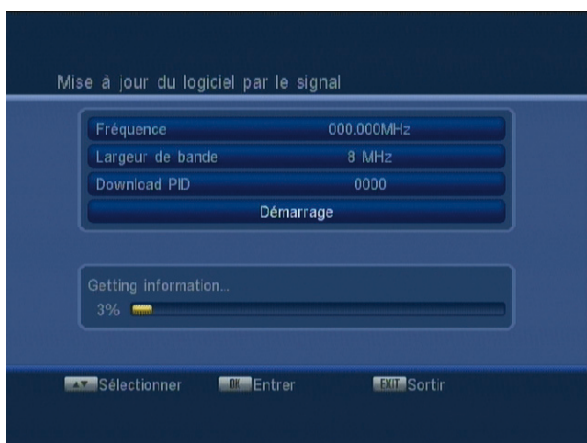 Mise à jour du logiciel par le signal
Fréquence 000.000MHz
Largeur de bande 8 MHz
Download PID 0000
Démarrage
Getting information...
3%
▲▼ Sélectionner OK Entrer EXIT Sortir